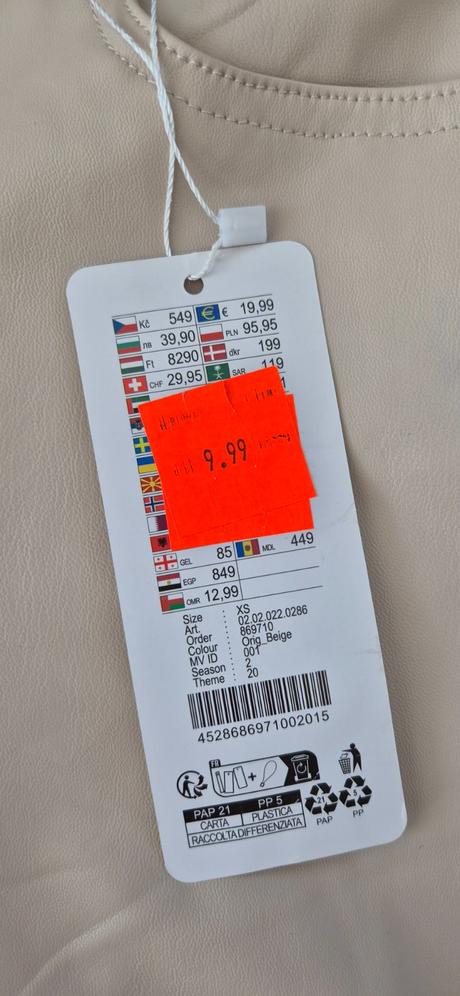 Kč 549 € 19,99
лв 39,90 PLN 95,95
Ft 8290 dkr 199
CHF 29,95 SAR 119
9.99
GEL 85 MDL 449
EGP 849
OMR 12,99
Size : XS
Art. : 02.02.022.0286
Order : 869710
Colour : Orig_Beige
MV ID : 001
Season : 2
Theme : 20
4528686971002015
FR
+
PAP 21 PP 5
CARTA PLASTICA
RACCOLTA DIFFERENZIATA
21 5
PAP PP